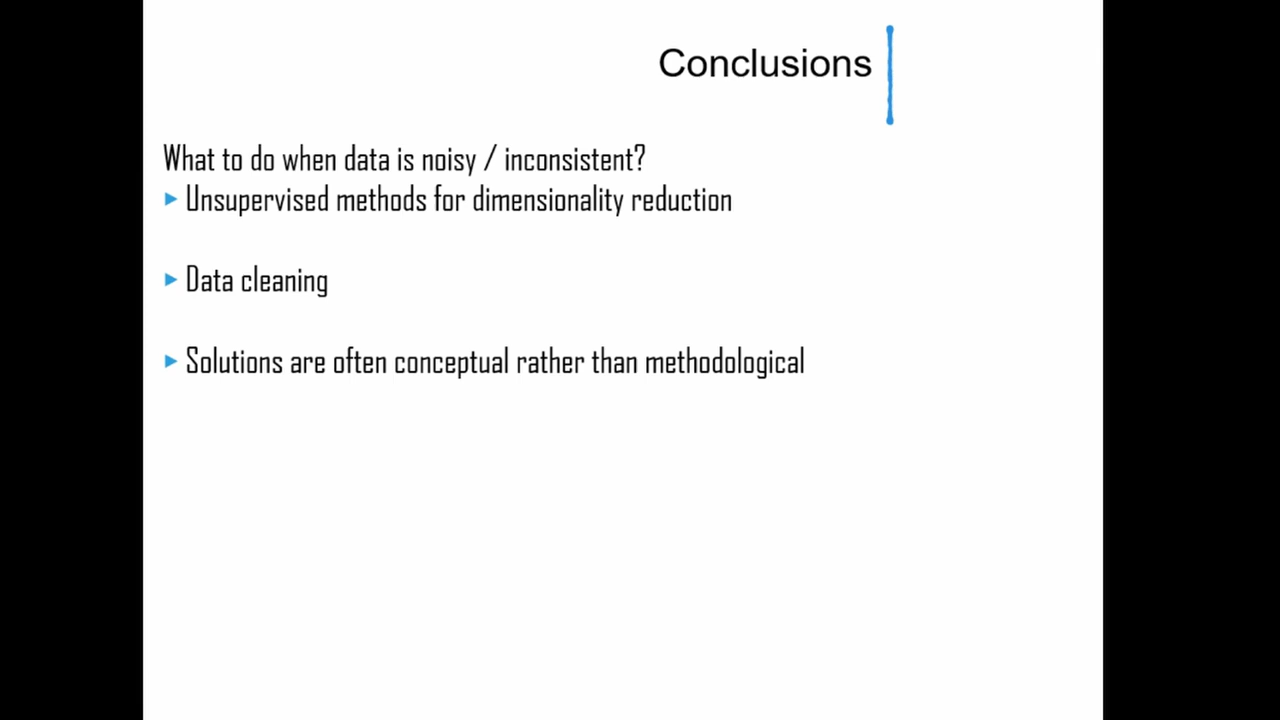 Conclusions
What to do when data is noisy / inconsistent?
Unsupervised methods for dimensionality reduction
Data cleaning
Solutions are often conceptual rather than methodological